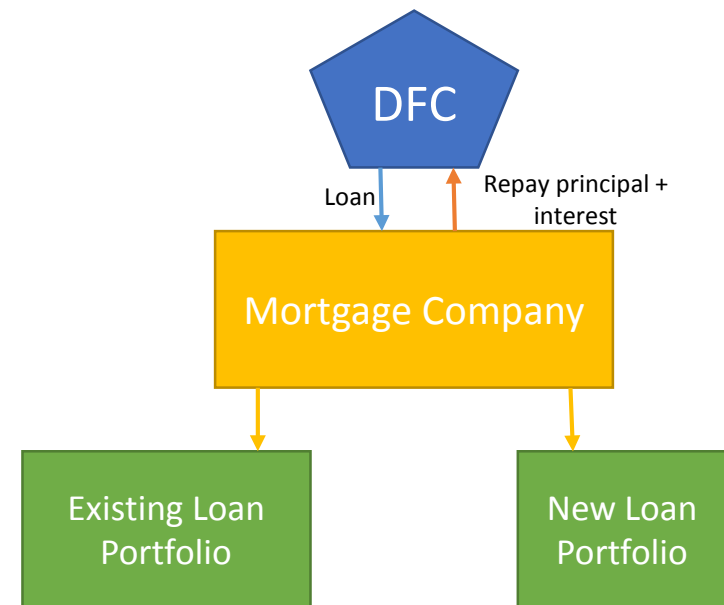 DFC
Loan
Repay principal +
interest
Mortgage Company
Existing Loan
Portfolio
New Loan
Portfolio